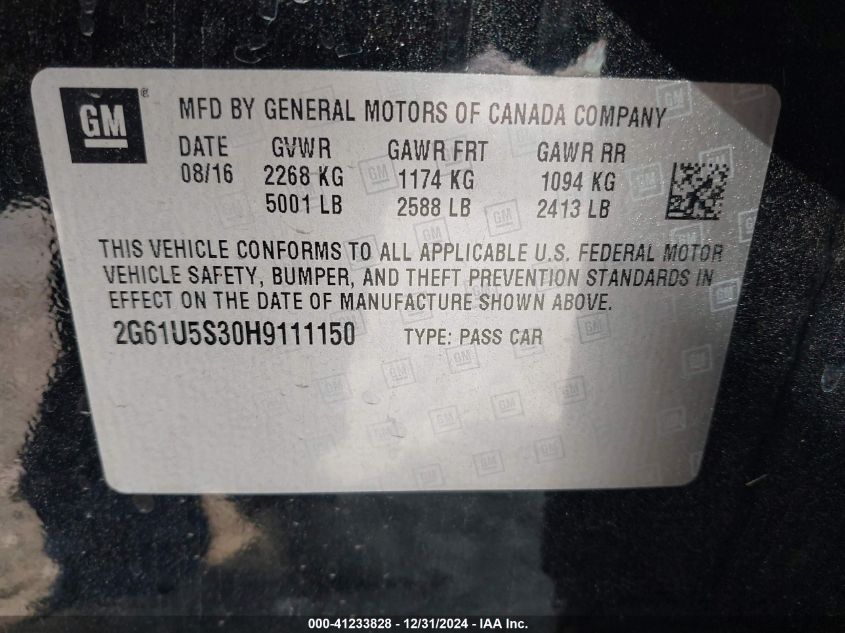 GM ®
MFD BY GENERAL MOTORS OF CANADA COMPANY
DATE GVWR GAWR FRT GAWR RR
08/16 2268 KG 1174 KG 1094 KG
5001 LB 2588 LB 2413 LB
THIS VEHICLE CONFORMS TO ALL APPLICABLE U.S. FEDERAL MOTOR
VEHICLE SAFETY, BUMPER, AND THEFT PREVENTION STANDARDS IN
EFFECT ON THE DATE OF MANUFACTURE SHOWN ABOVE.
2G61U5S30H9111150 TYPE: PASS CAR
000-41233828 - 12/31/2024 - IAA Inc.